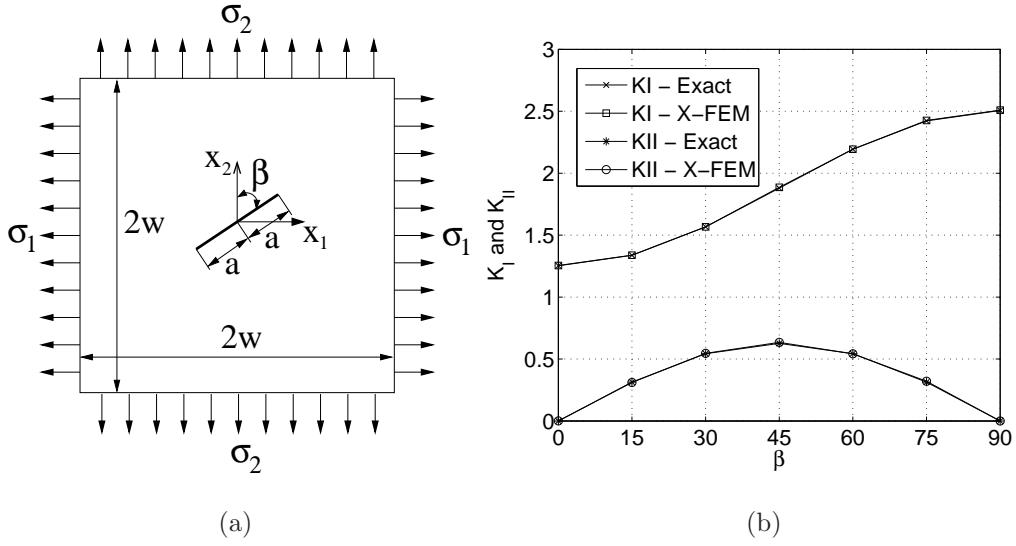 σ2
x2
β
2w
σ1
a
a
x1
σ1
2w
σ2
(a)
3
2.5
2
1.5
1
0.5
0
KI and KII
KI − Exact
KI − X−FEM
KII − Exact
KII − X−FEM
0 15 30 45 60 75 90
β
(b)